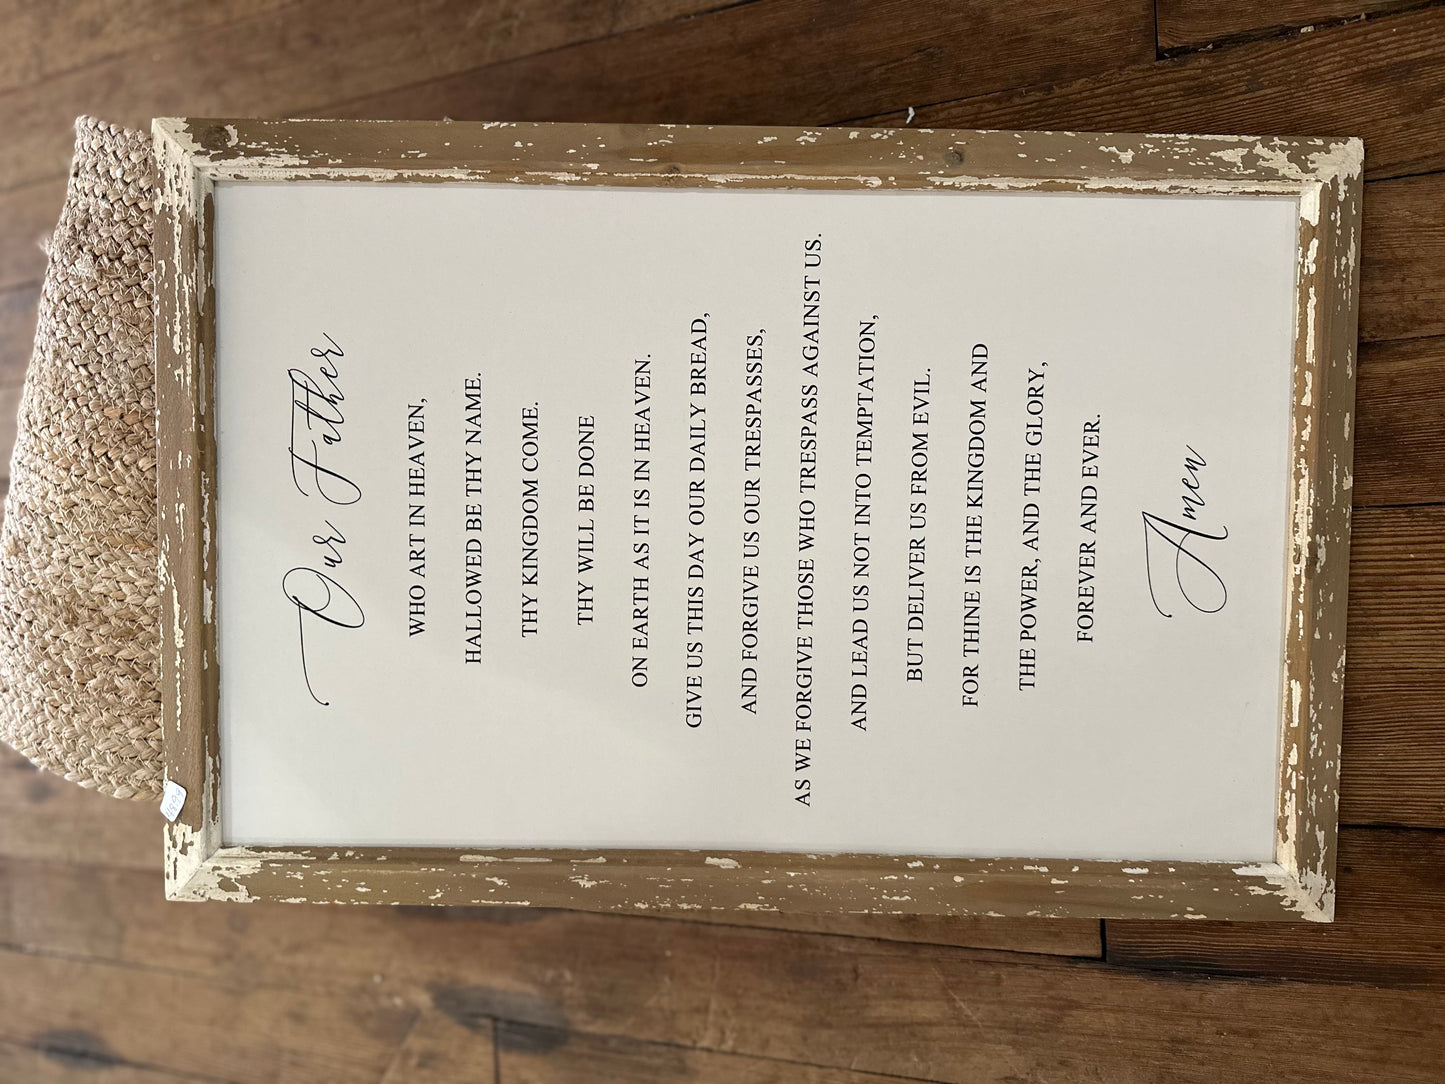 Our Father
WHO ART IN HEAVEN,
HALLOWED BE THY NAME.
THY KINGDOM COME.
THY WILL BE DONE
ON EARTH AS IT IS IN HEAVEN.
GIVE US THIS DAY OUR DAILY BREAD,
AND FORGIVE US OUR TRESPASSES,
AS WE FORGIVE THOSE WHO TRESPASS AGAINST US.
AND LEAD US NOT INTO TEMPTATION,
BUT DELIVER US FROM EVIL.
FOR THINE IS THE KINGDOM AND
THE POWER, AND THE GLORY,
FOREVER AND EVER.
Amen